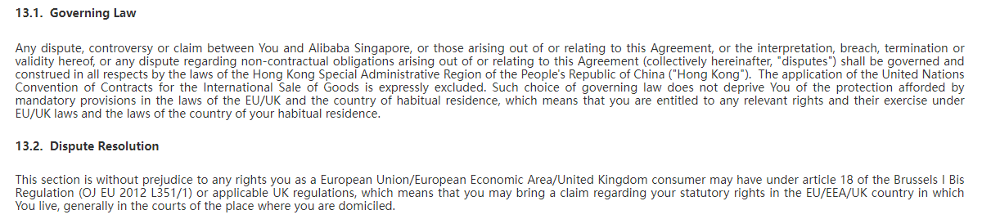 13.1. Governing Law
Any dispute, controversy or claim between You and Alibaba Singapore, or those arising out of or relating to this Agreement, or the interpretation, breach, termination or
validity hereof, or any dispute regarding non-contractual obligations arising out of or relating to this Agreement (collectively hereinafter, "disputes") shall be governed and
construed in all respects by the laws of the Hong Kong Special Administrative Region of the People's Republic of China ("Hong Kong"). The application of the United Nations
Convention of Contracts for the International Sale of Goods is expressly excluded. Such choice of governing law does not deprive You of the protection afforded by
mandatory provisions in the laws of the EU/UK and the country of habitual residence, which means that you are entitled to any relevant rights and their exercise under
EU/UK laws and the laws of the country of your habitual residence.
13.2. Dispute Resolution
This section is without prejudice to any rights you as a European Union/European Economic Area/United Kingdom consumer may have under article 18 of the Brussels I Bis
Regulation (OJ EU 2012 L351/1) or applicable UK regulations, which means that you may bring a claim regarding your statutory rights in the EU/EEA/UK country in which
You live, generally in the courts of the place where you are domiciled.